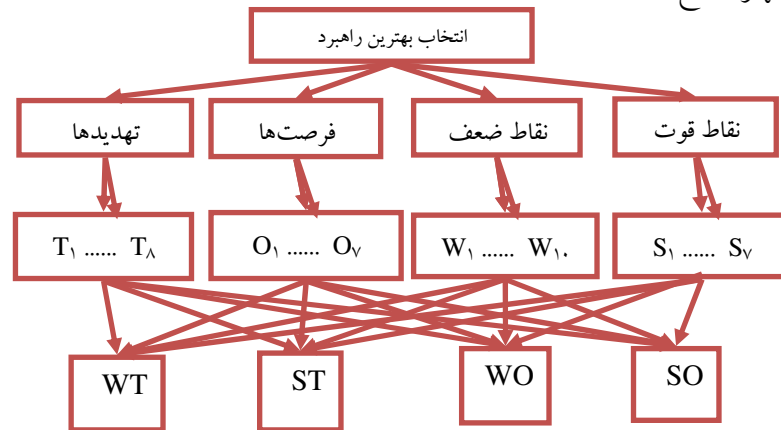 انتخاب بهترین راهبرد
نقاط قوت
نقاط ضعف
فرصت‌ها
تهدیدها
S۱ ...... S۷
W۱ ...... W۱۰
O۱ ...... O۷
T۱ ...... T۸
SO
WO
ST
WT